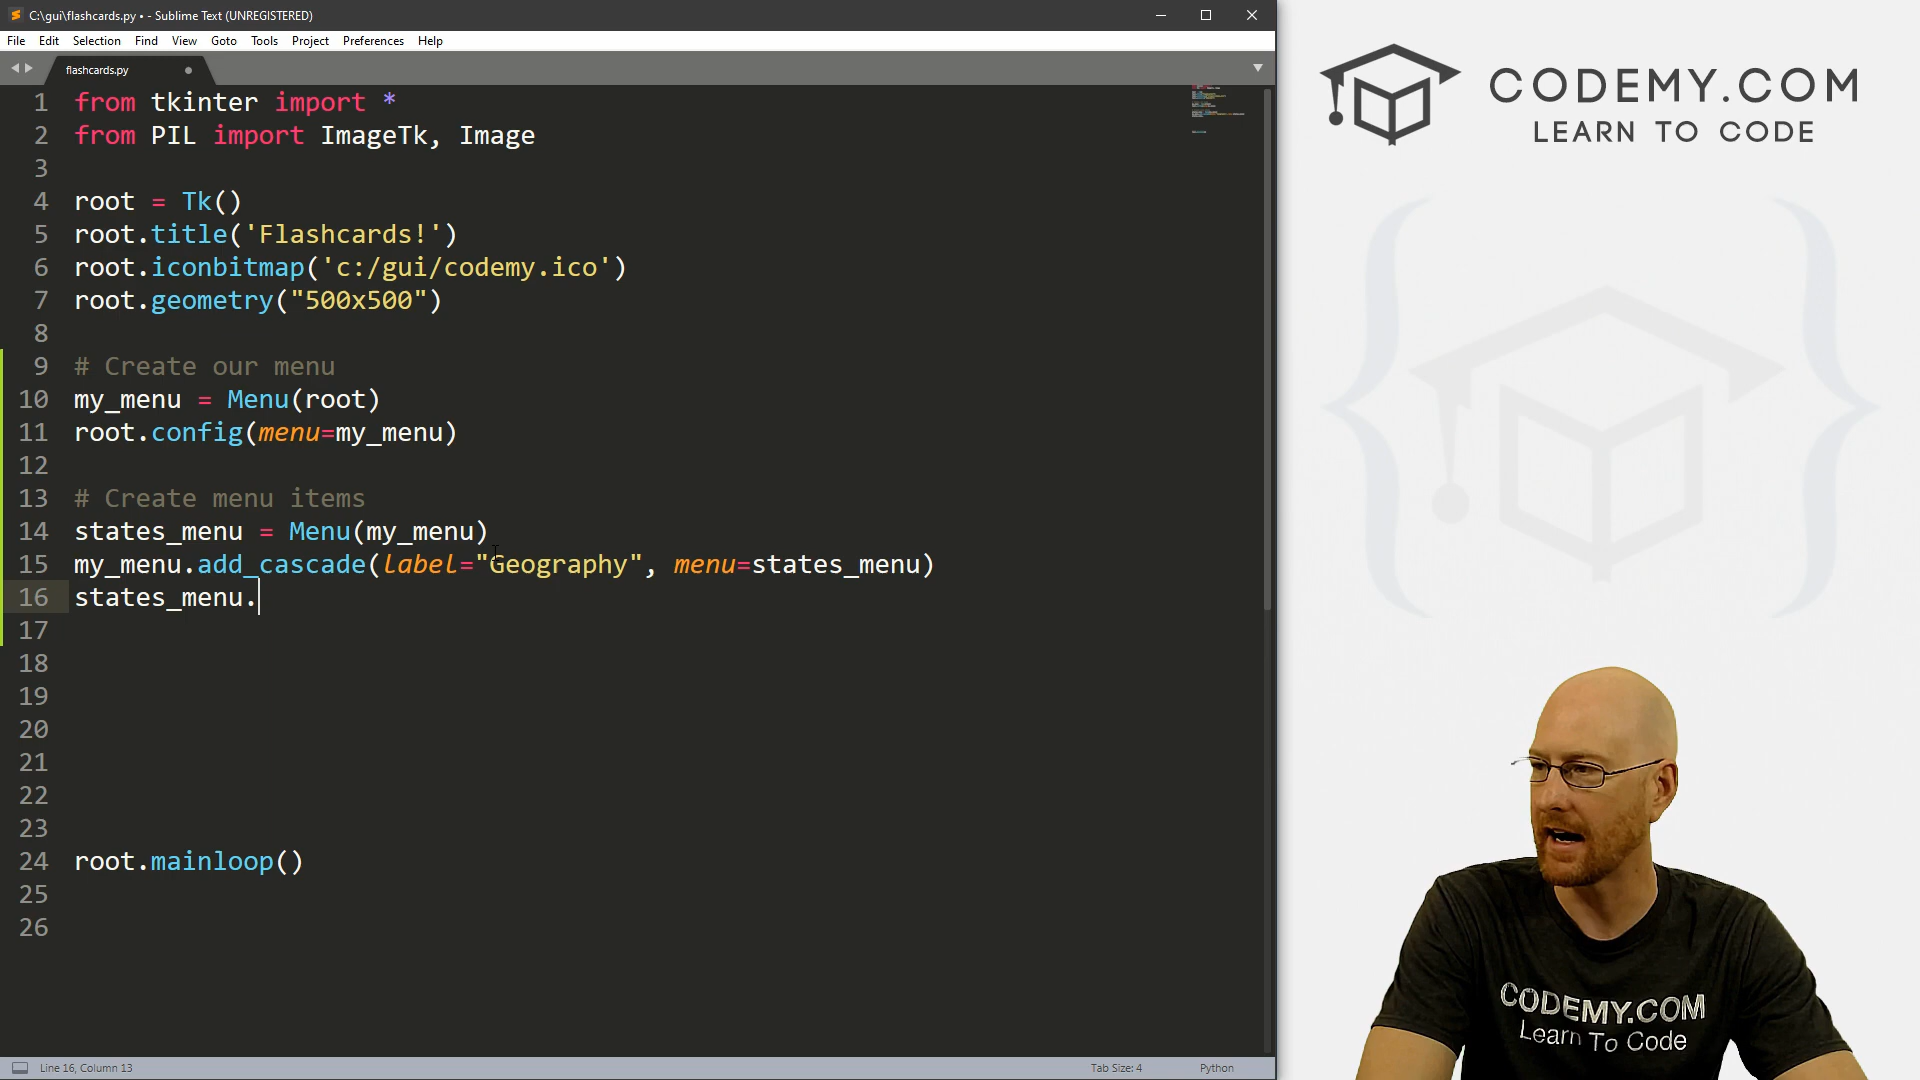 C:\gui\flashcards.py • - Sublime Text (UNREGISTERED)
File Edit Selection Find View Goto Tools Project Preferences Help
flashcards.py
1 from tkinter import *
2 from PIL import ImageTk, Image
3
4 root = Tk()
5 root.title('Flashcards!')
6 root.iconbitmap('c:/gui/codemy.ico')
7 root.geometry("500x500")
8
9 # Create our menu
10 my_menu = Menu(root)
11 root.config(menu=my_menu)
12
13 # Create menu items
14 states_menu = Menu(my_menu)
15 my_menu.add_cascade(label="Geography", menu=states_menu)
16 states_menu.
17
18
19
20
21
22
23
24 root.mainloop()
25
26
Line 16, Column 13
Tab Size: 4
Python
CODEMY.COM
LEARN TO CODE
CODEMY.COM
Learn To Code